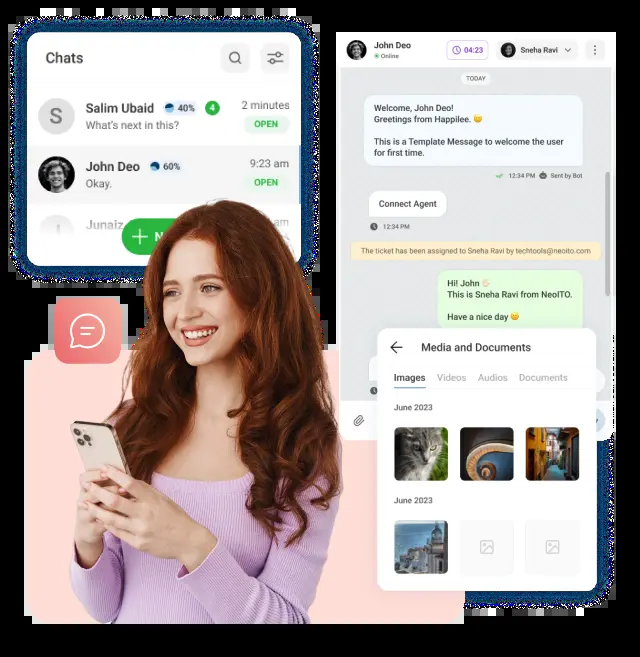 Chats
Salim Ubaid 40% 4 2 minutes
What's next in this? OPEN
John Deo 60% 9:23 am
Okay. OPEN
Junaiz am
John Deo
Online
04:23
Sneha Ravi
TODAY
Welcome, John Deo!
Greetings from Happilee. 😊
This is a Template Message to welcome the user
for first time.
12:34 PM Sent by Bot
Connect Agent
12:34 PM
The ticket has been assigned to Sneha Ravi by techtools@neoito.com
Hi! John 👋🏻
This is Sneha Ravi from NeoITO.
Have a nice day 😊
Media and Documents
Images Videos Audios Documents
June 2023
June 2023